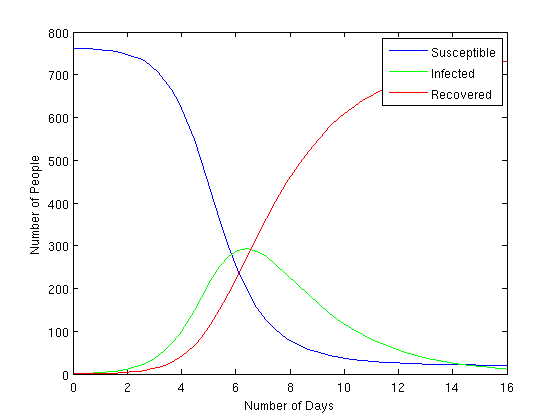 800
700
600
500
400
300
200
100
0
Number of People
Susceptible
Infected
Recovered
0 2 4 6 8 10 12 14 16
Number of Days